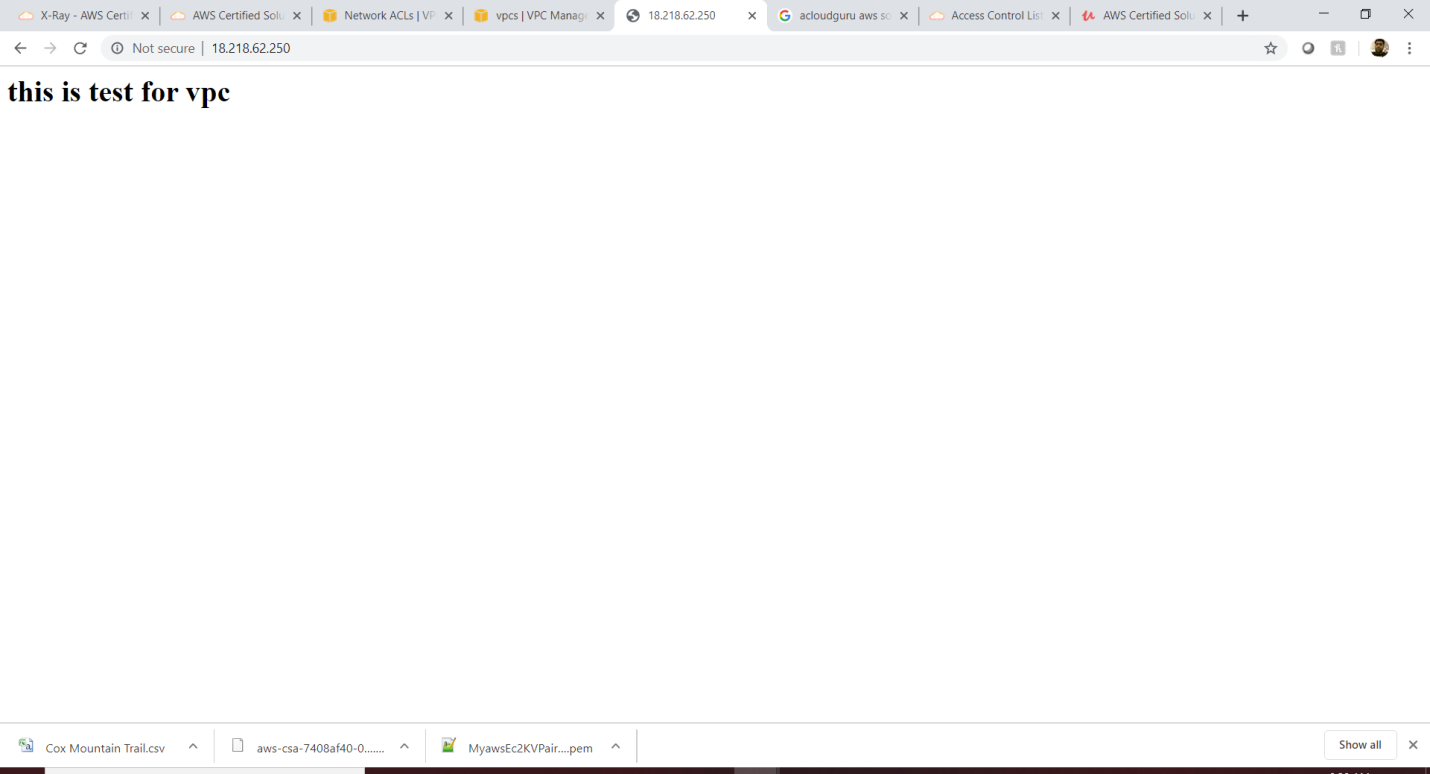 X-Ray - AWS Certif
AWS Certified Solu
Network ACLs | VP
vpcs | VPC Manag
18.218.62.250
acloudguru aws so
Access Control List
AWS Certified Solu
Not secure | 18.218.62.250
this is test for vpc
Cox Mountain Trail.csv
aws-csa-7408af40-0.......
MyawsEc2KVPair....pem
Show all